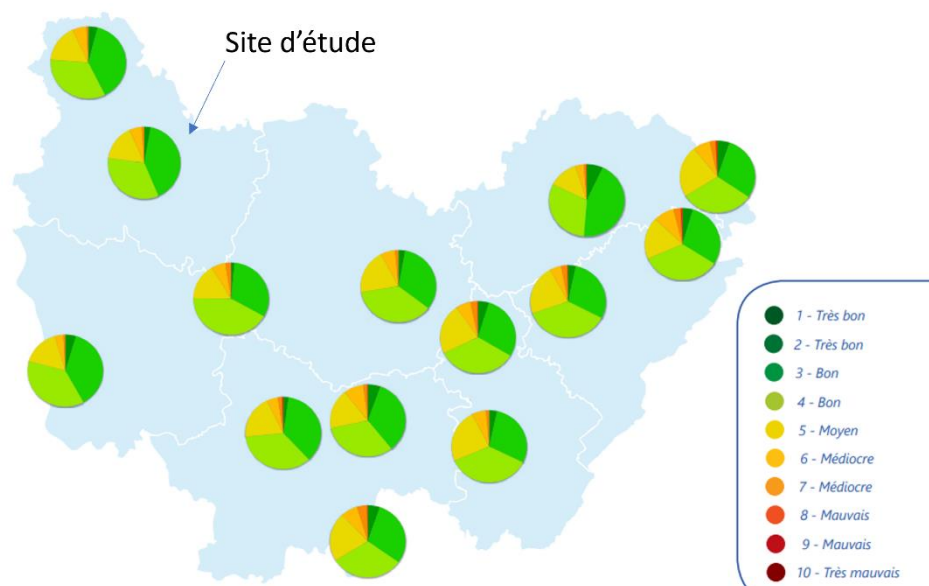 Site d’étude
1 - Très bon
2 - Très bon
3 - Bon
4 - Bon
5 - Moyen
6 - Médiocre
7 - Médiocre
8 - Mauvais
9 - Mauvais
10 - Très mauvais